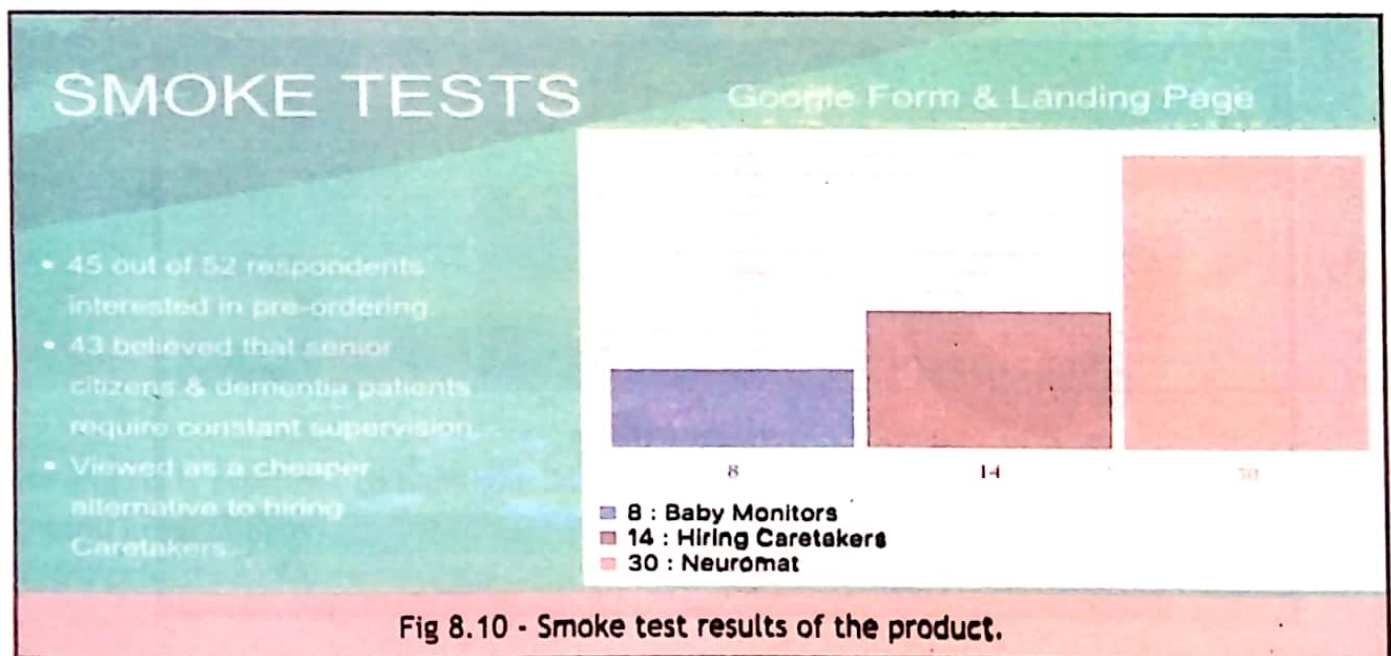 SMOKE TESTS
Google Form & Landing Page
• 45 out of 52 respondents
interested in pre-ordering.
• 43 believed that senior
citizens & dementia patients
require constant supervision.
• Viewed as a cheaper
alternative to hiring
Caretakers.
8
14
30
8 : Baby Monitors
14 : Hiring Caretakers
30 : Neuromat
Fig 8.10 - Smoke test results of the product.